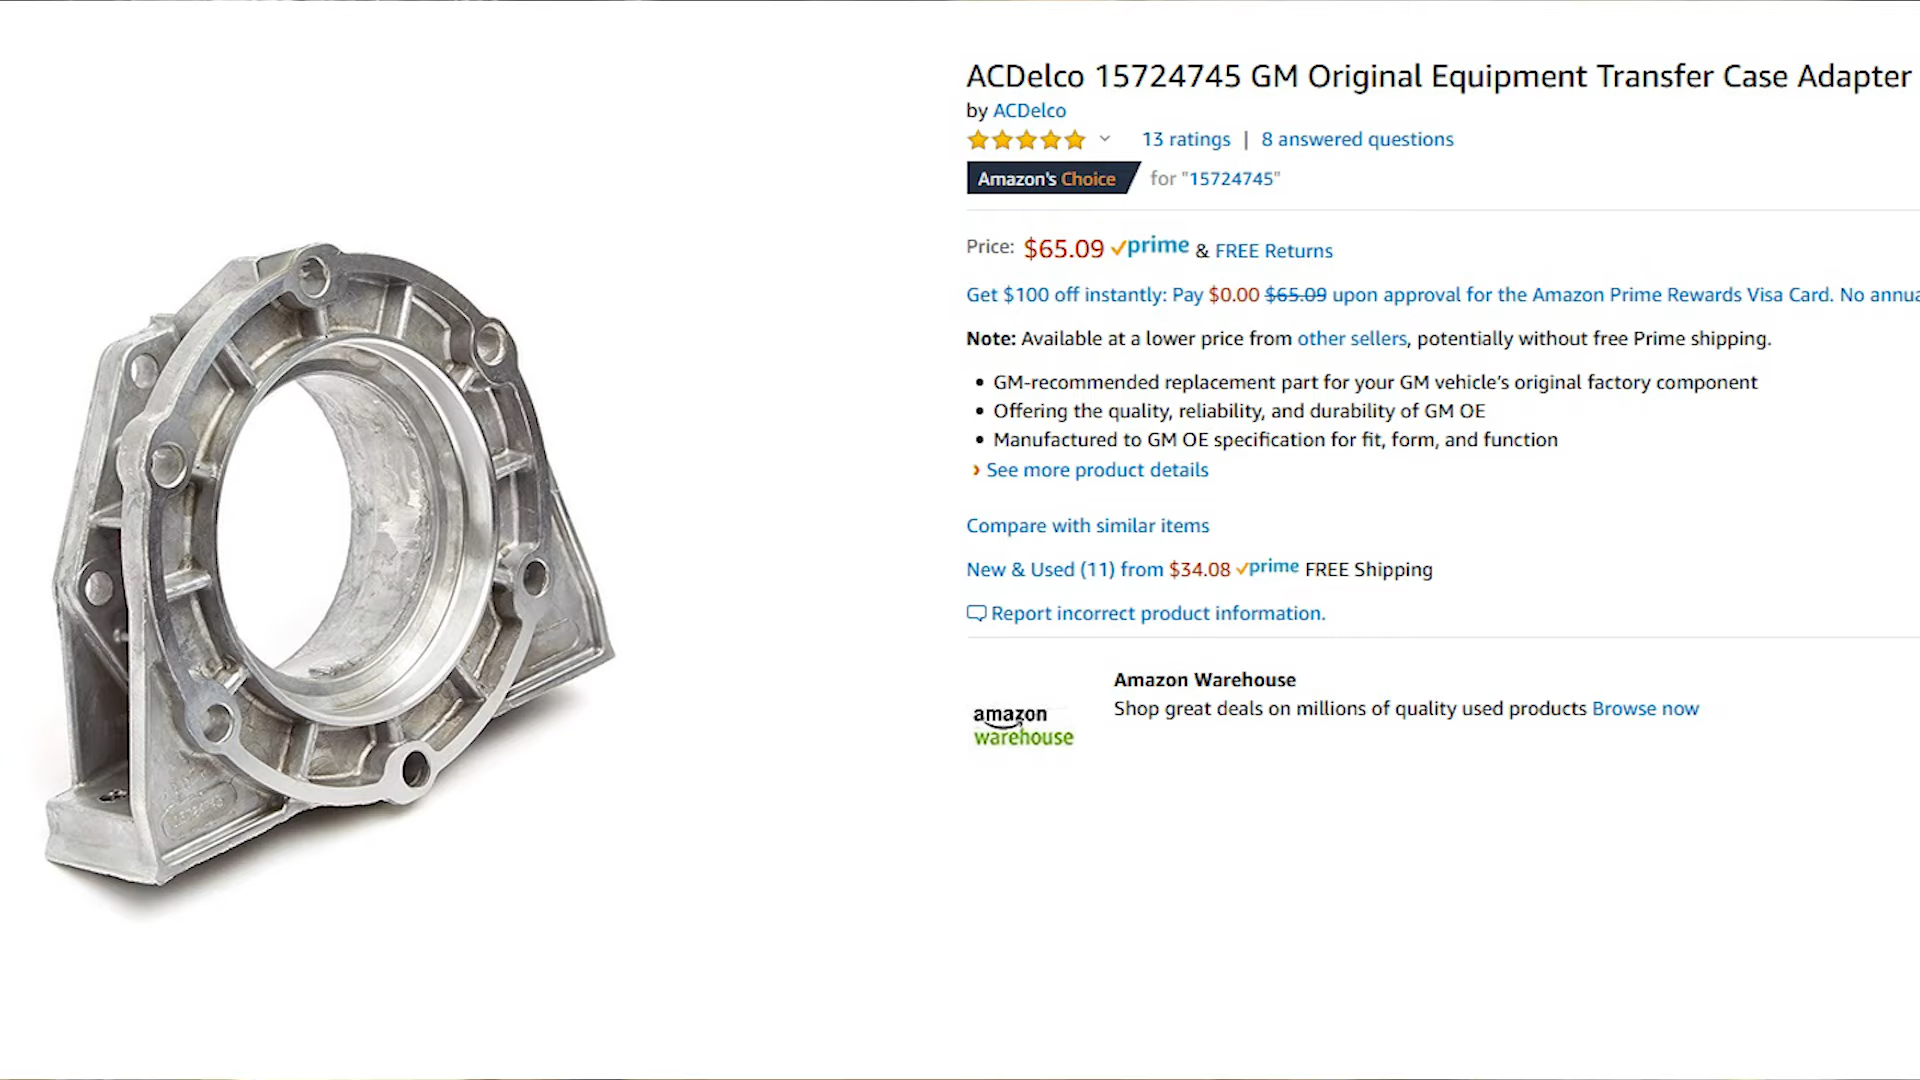 ACDelco 15724745 GM Original Equipment Transfer Case Adapter
by ACDelco
13 ratings | 8 answered questions
Amazon's Choice for "15724745"
Price: $65.09 prime & FREE Returns
Get $100 off instantly: Pay $0.00 $65.09 upon approval for the Amazon Prime Rewards Visa Card. No annua
Note: Available at a lower price from other sellers, potentially without free Prime shipping.
• GM-recommended replacement part for your GM vehicle's original factory component
• Offering the quality, reliability, and durability of GM OE
• Manufactured to GM OE specification for fit, form, and function
› See more product details
Compare with similar items
New & Used (11) from $34.08 prime FREE Shipping
Report incorrect product information.
Amazon Warehouse
Shop great deals on millions of quality used products Browse now
amazon
warehouse